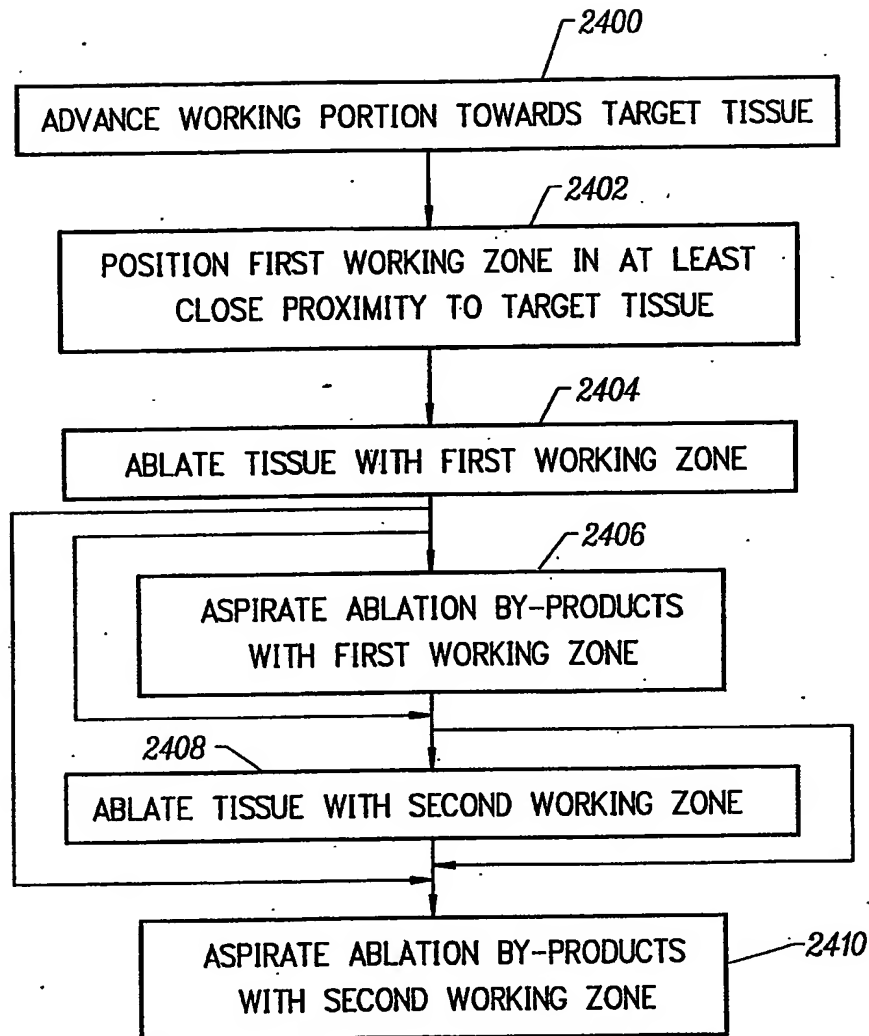 2400
ADVANCE WORKING PORTION TOWARDS TARGET TISSUE
2402
POSITION FIRST WORKING ZONE IN AT LEAST
CLOSE PROXIMITY TO TARGET TISSUE
2404
ABLATE TISSUE WITH FIRST WORKING ZONE
2406
ASPIRATE ABLATION BY-PRODUCTS
WITH FIRST WORKING ZONE
2408
ABLATE TISSUE WITH SECOND WORKING ZONE
ASPIRATE ABLATION BY-PRODUCTS
WITH SECOND WORKING ZONE
2410